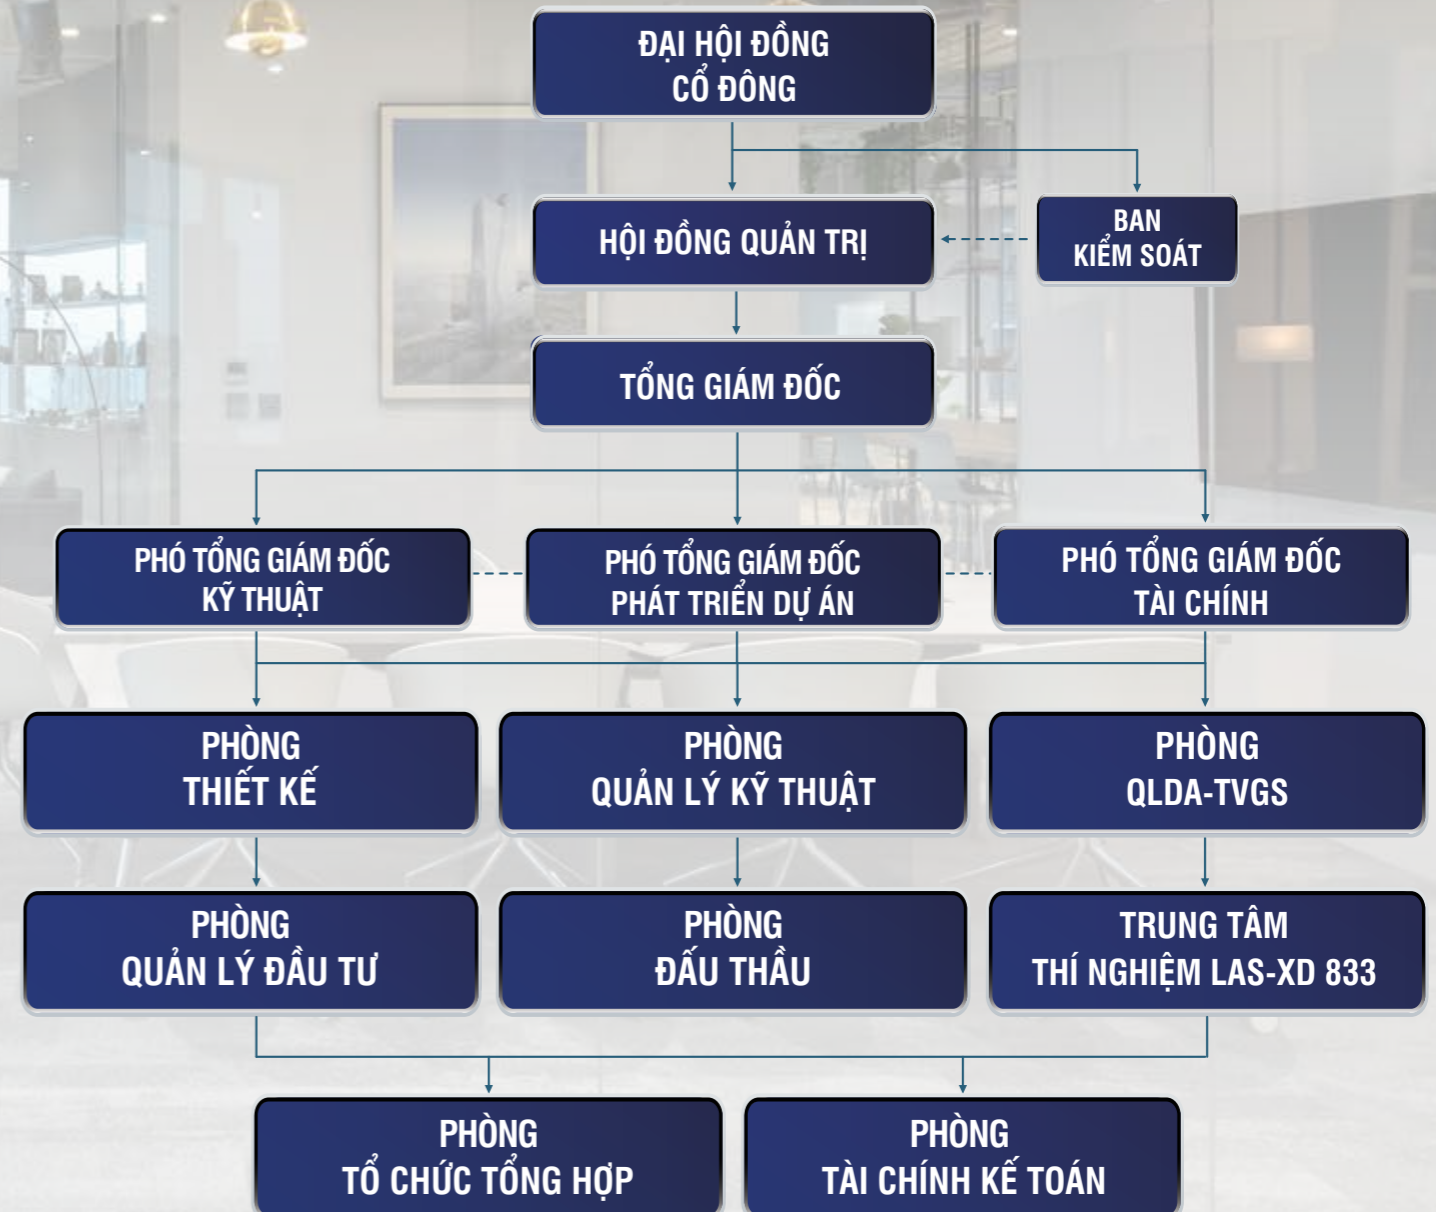 ĐẠI HỘI ĐỒNG
CỔ ĐÔNG
HỘI ĐỒNG QUẢN TRỊ
BAN
KIỂM SOÁT
TỔNG GIÁM ĐỐC
PHÓ TỔNG GIÁM ĐỐC
KỸ THUẬT
PHÓ TỔNG GIÁM ĐỐC
PHÁT TRIỂN DỰ ÁN
PHÓ TỔNG GIÁM ĐỐC
TÀI CHÍNH
PHÒNG
THIẾT KẾ
PHÒNG
QUẢN LÝ KỸ THUẬT
PHÒNG
QLDA-TVGS
PHÒNG
QUẢN LÝ ĐẦU TƯ
PHÒNG
ĐẤU THẦU
TRUNG TÂM
THÍ NGHIỆM LAS-XD 833
PHÒNG
TỔ CHỨC TỔNG HỢP
PHÒNG
TÀI CHÍNH KẾ TOÁN